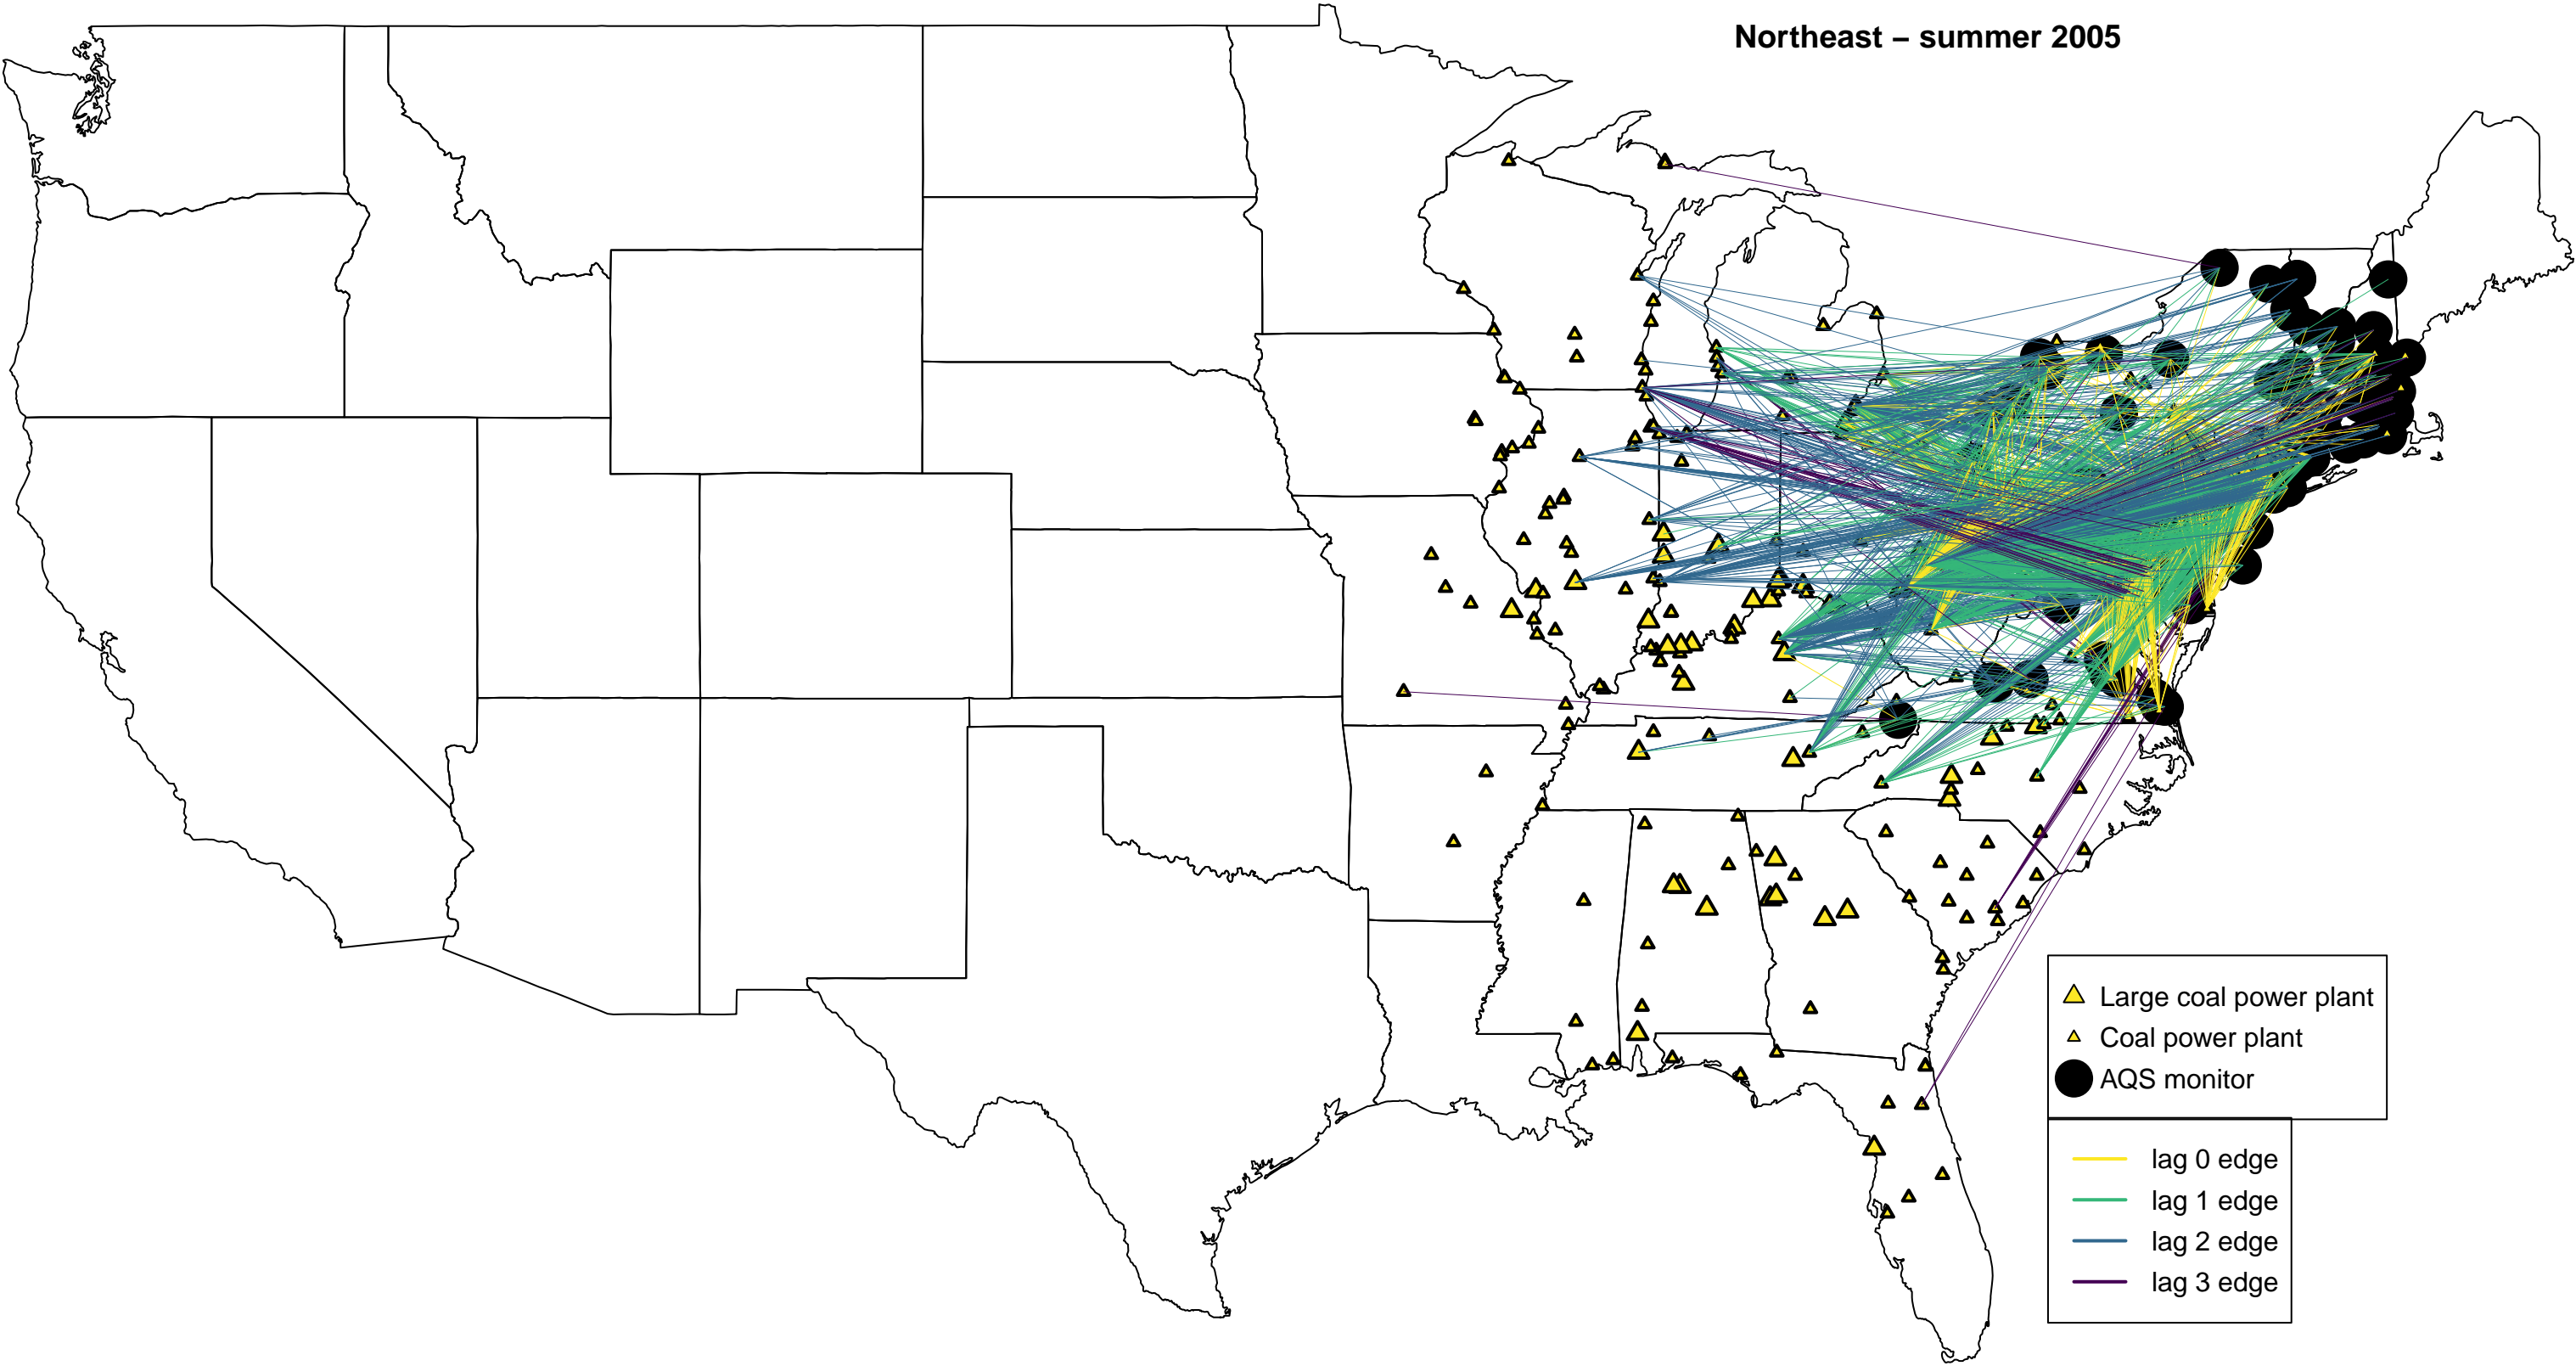 Northeast – summer 2005
Large coal power plant
Coal power plant
AQS monitor
lag 0 edge
lag 1 edge
lag 2 edge
lag 3 edge